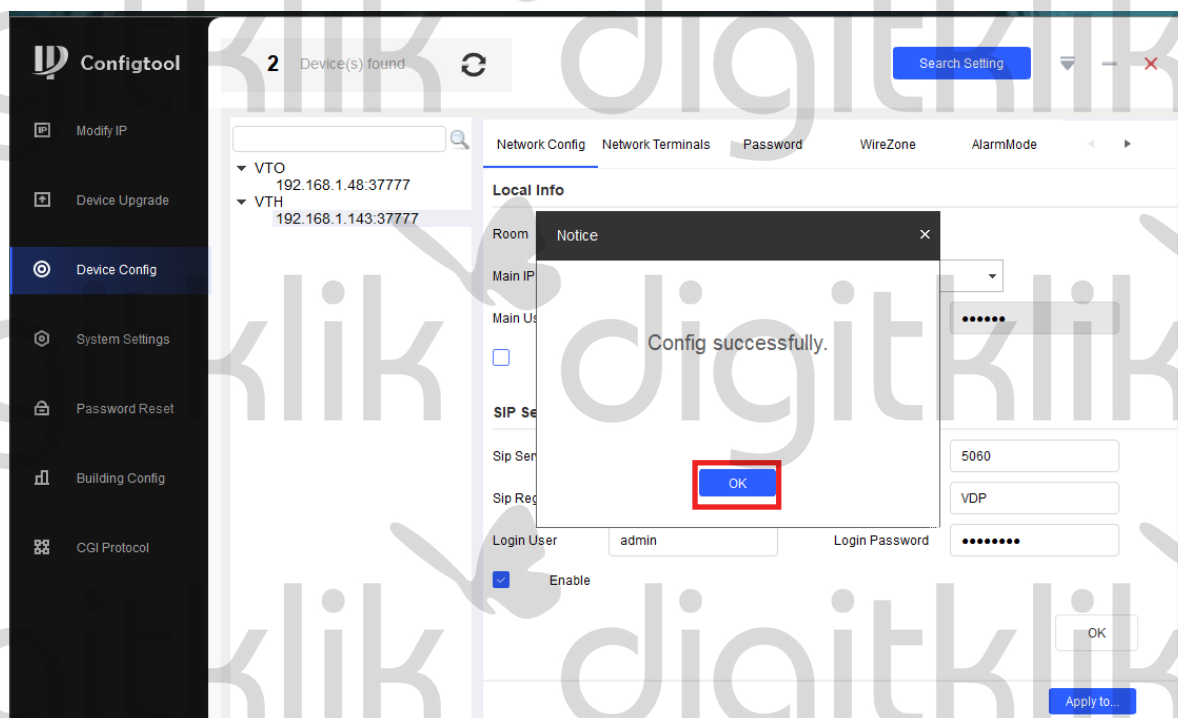 Configtool
2 Device(s) found
Search Setting
Modify IP
Device Upgrade
Device Config
System Settings
Password Reset
Building Config
CGI Protocol
VTO
192.168.1.48:37777
VTH
192.168.1.143:37777
Network Config Network Terminals Password WireZone AlarmMode
Local Info
Room
Main IP
Main Us
Notice
Config successfully.
OK
SIP Se
Sip Ser
5060
Sip Reg
VDP
Login User admin Login Password
Enable
OK
Apply to...
digitklik